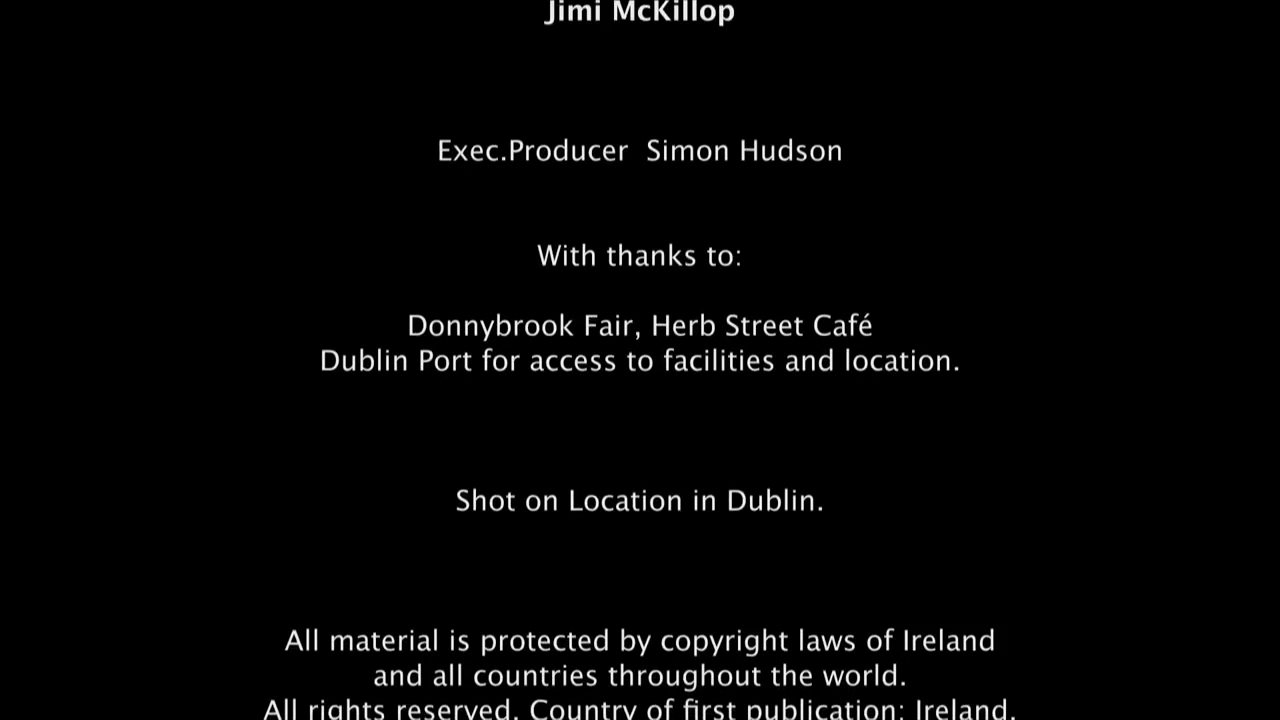 Jimi McKillop
Exec.Producer  Simon Hudson
With thanks to:
Donnybrook Fair, Herb Street Café
Dublin Port for access to facilities and location.
Shot on Location in Dublin.
All material is protected by copyright laws of Ireland
and all countries throughout the world.
All rights reserved. Country of first publication: Ireland.